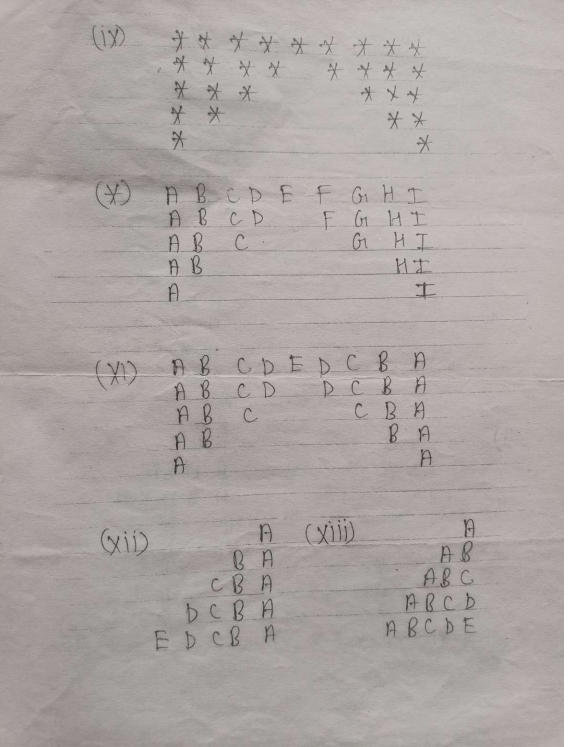 (ix) * * * * * * * * *
* * * * * * * *
* * * * * *
* * * *
* *
(x) A B C D E F G H I
A B C D F G H I
A B C G H I
A B H I
A I
(xi) A B C D E D C B A
A B C D D C B A
A B C C B A
A B B A
A A
(xii) A (xiii) A
B A A B
C B A A B C
D C B A A B C D
E D C B A A B C D E